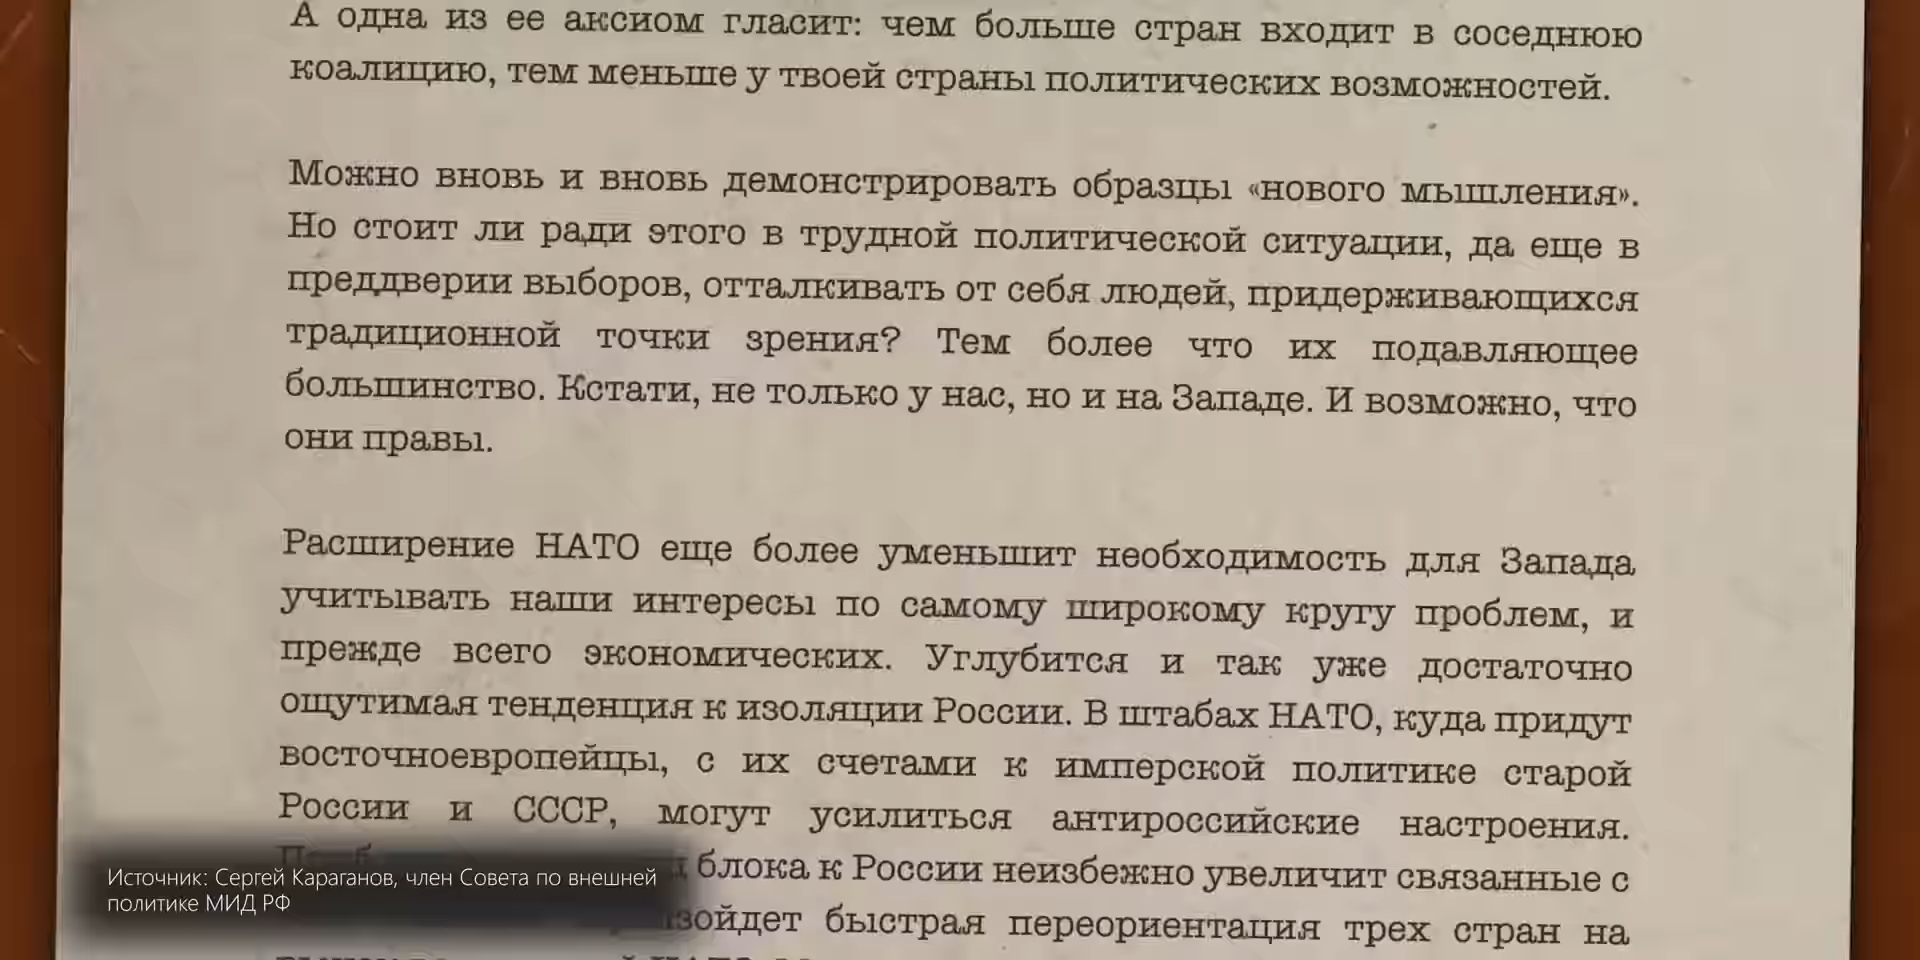 А одна из ее аксиом гласит: чем больше стран входит в соседнюю
коалицию, тем меньше у твоей страны политических возможностей.
Можно вновь и вновь демонстрировать образцы «нового мышления».
Но стоит ли ради этого в трудной политической ситуации, да еще в
преддверии выборов, отталкивать от себя людей, придерживающихся
традиционной точки зрения? Тем более что их подавляющее
большинство. Кстати, не только у нас, но и на Западе. И возможно, что
они правы.
Расширение НАТО еще более уменьшит необходимость для Запада
учитывать наши интересы по самому широкому кругу проблем, и
прежде всего экономических. Углубится и так уже достаточно
ощутимая тенденция к изоляции России. В штабах НАТО, куда придут
восточноевропейцы, с их счетами к имперской политике старой
России и СССР, могут усилиться антироссийские настроения.
блока к России неизбежно увеличит связанные с
быстрая переориентация трех стран на
Источник: Сергей Караганов, член Совета по внешней
политике МИД РФ